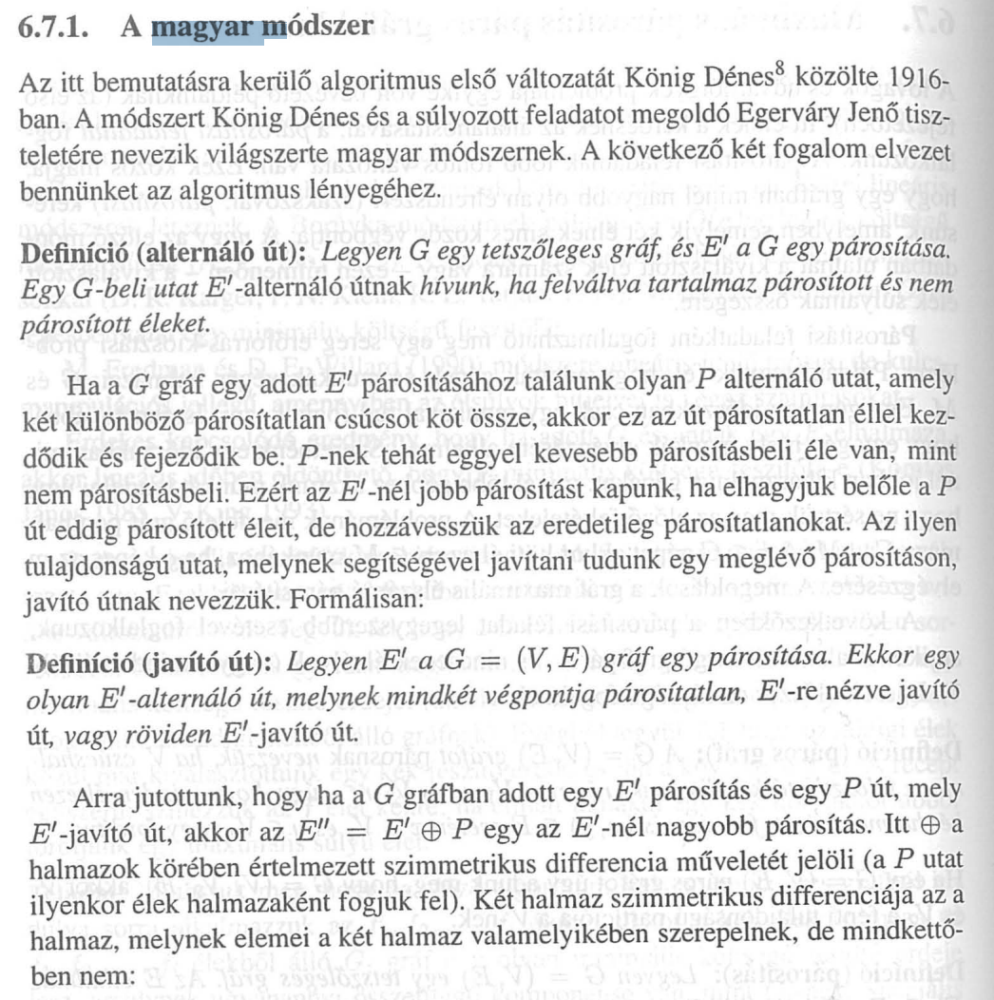 6.7.1. A magyar módszer
Az itt bemutatásra kerülő algoritmus első változatát König Dénes⁸ közölte 1916-
ban. A módszert König Dénes és a súlyozott feladatot megoldó Egerváry Jenő tisz-
teletére nevezik világszerte magyar módszernek. A következő két fogalom elvezet
bennünket az algoritmus lényegéhez.
Definíció (alternáló út): Legyen G egy tetszőleges gráf, és E′ a G egy párosítása.
Egy G-beli utat E′-alternáló útnak hívunk, ha felváltva tartalmaz párosított és nem
párosított éleket.
Ha a G gráf egy adott E′ párosításához találunk olyan P alternáló utat, amely
két különböző párosítatlan csúcsot köt össze, akkor ez az út párosítatlan éllel kez-
dődik és fejeződik be. P-nek tehát eggyel kevesebb párosításbeli éle van, mint
nem párosításbeli. Ezért az E′-nél jobb párosítást kapunk, ha elhagyjuk belőle a P
út eddig párosított éleit, de hozzávesszük az eredetileg párosítatlanokat. Az ilyen
tulajdonságú utat, melynek segítségével javítani tudunk egy meglévő párosításon,
javító útnak nevezzük. Formálisan:
Definíció (javító út): Legyen E′ a G = (V, E) gráf egy párosítása. Ekkor egy
olyan E′-alternáló út, melynek mindkét végpontja párosítatlan, E′-re nézve javító
út, vagy röviden E′-javító út.
Arra jutottunk, hogy ha a G gráfban adott egy E′ párosítás és egy P út, mely
E′-javító út, akkor az E″ = E′ ⊕ P egy az E′-nél nagyobb párosítás. Itt ⊕ a
halmazok körében értelmezett szimmetrikus differencia műveletét jelöli (a P utat
ilyenkor élek halmazaként fogjuk fel). Két halmaz szimmetrikus differenciája az a
halmaz, melynek elemei a két halmaz valamelyikében szerepelnek, de mindkettő-
ben nem: